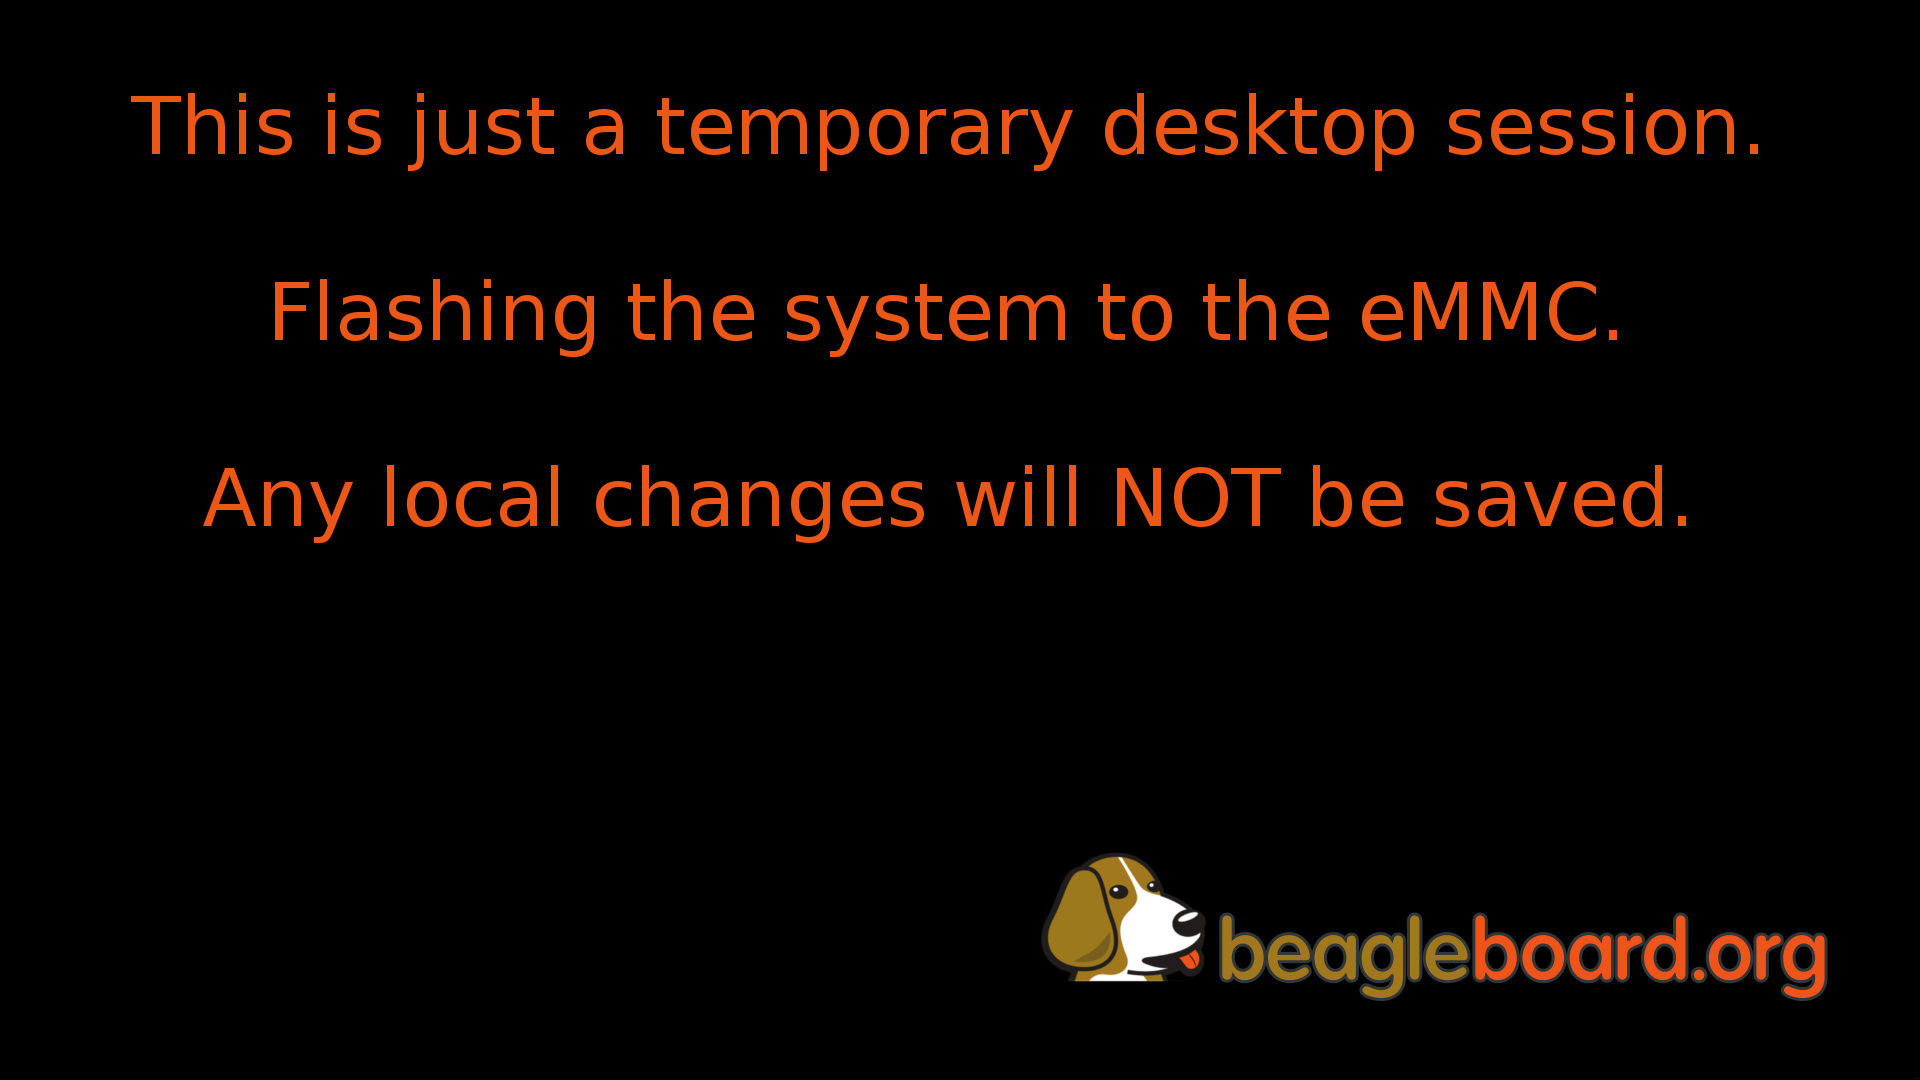 This is just a temporary desktop session.
Flashing the system to the eMMC.
Any local changes will NOT be saved.
beagleboard.org